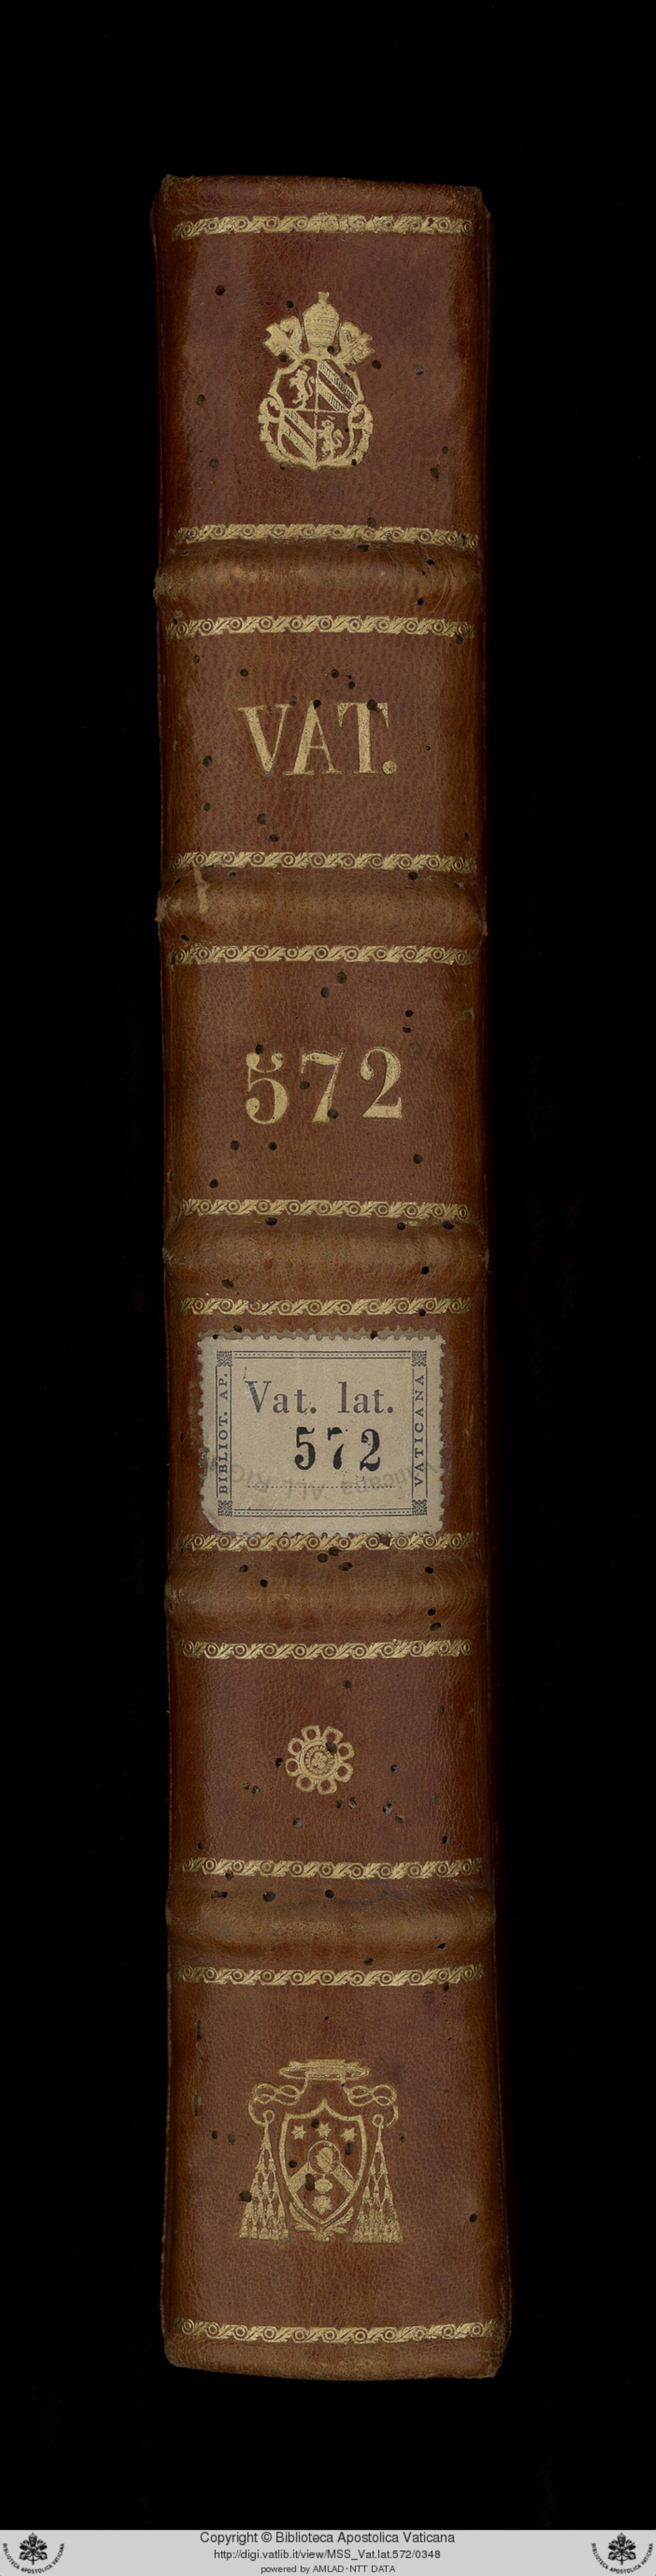 VAT.
572
BIBLIOT. AP.
Vat. lat.
572
VATICANA
Copyright © Biblioteca Apostolica Vaticana
http://digi.vatlib.it/view/MSS_Vat.lat.572/0348
powered by AMLAD·NTT DATA